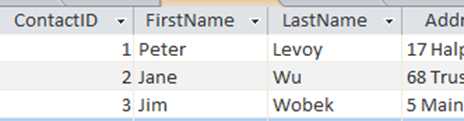 ContactID FirstName LastName Addr
1 Peter Levoy 17 Halp
2 Jane Wu 68 Trus
3 Jim Wobek 5 Main